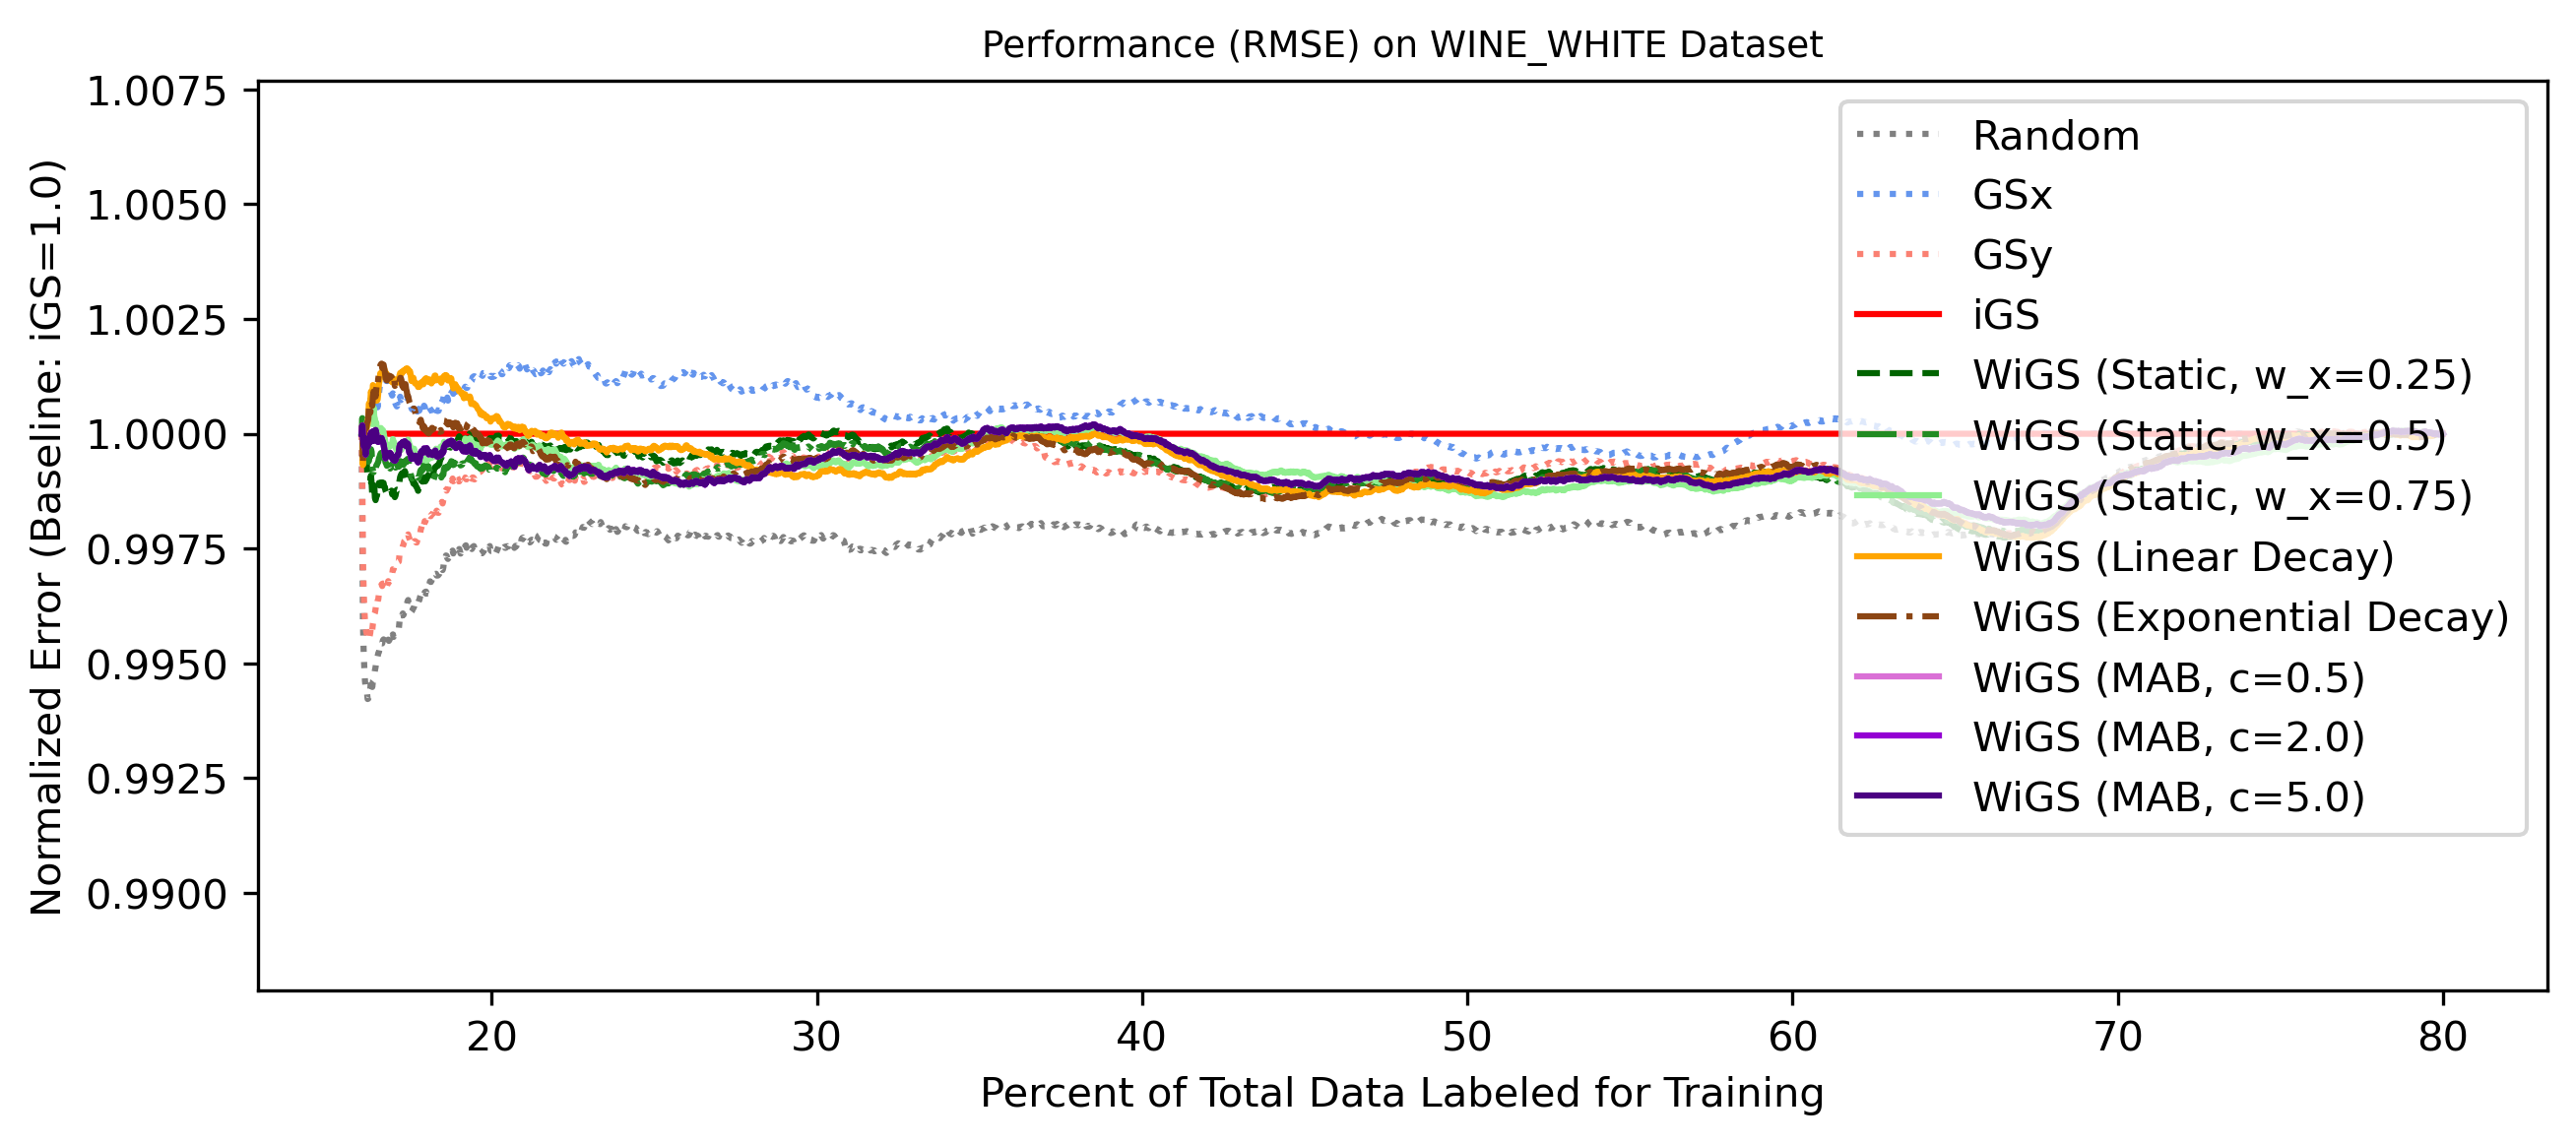 Performance (RMSE) on WINE_WHITE Dataset
Normalized Error (Baseline: iGS=1.0)
1.0075
1.0050
1.0025
1.0000
0.9975
0.9950
0.9925
0.9900
Random
GSx
GSy
iGS
WiGS (Static, w_x=0.25)
WiGS (Static, w_x=0.5)
WiGS (Static, w_x=0.75)
WiGS (Linear Decay)
WiGS (Exponential Decay)
WiGS (MAB, c=0.5)
WiGS (MAB, c=2.0)
WiGS (MAB, c=5.0)
20 30 40 50 60 70 80
Percent of Total Data Labeled for Training